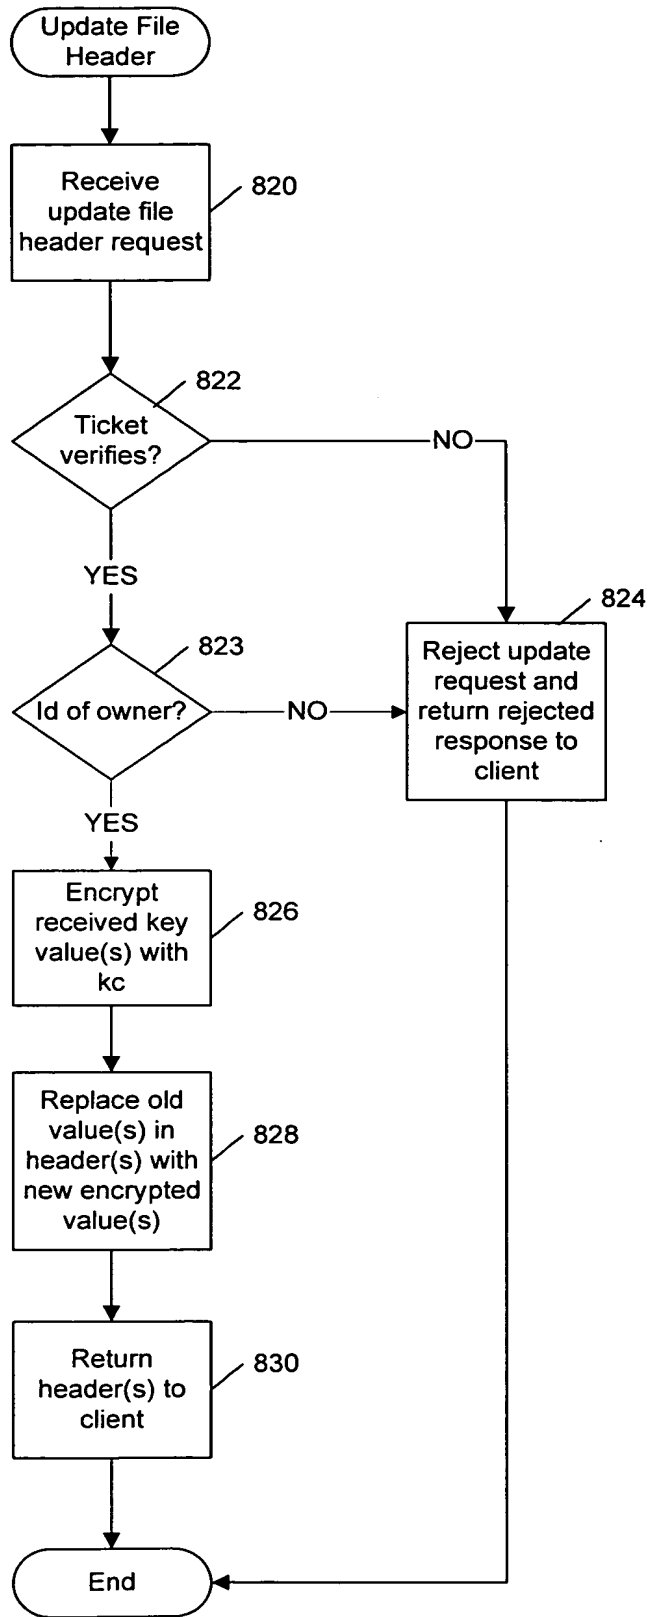 Update File
Header
Receive
update file
header request
820
822
Ticket
verifies?
NO
YES
824
823
Id of owner?
NO
Reject update
request and
return rejected
response to
client
YES
Encrypt
received key
value(s) with
kc
826
Replace old
value(s) in
header(s) with
new encrypted
value(s)
828
Return
header(s) to
client
830
End